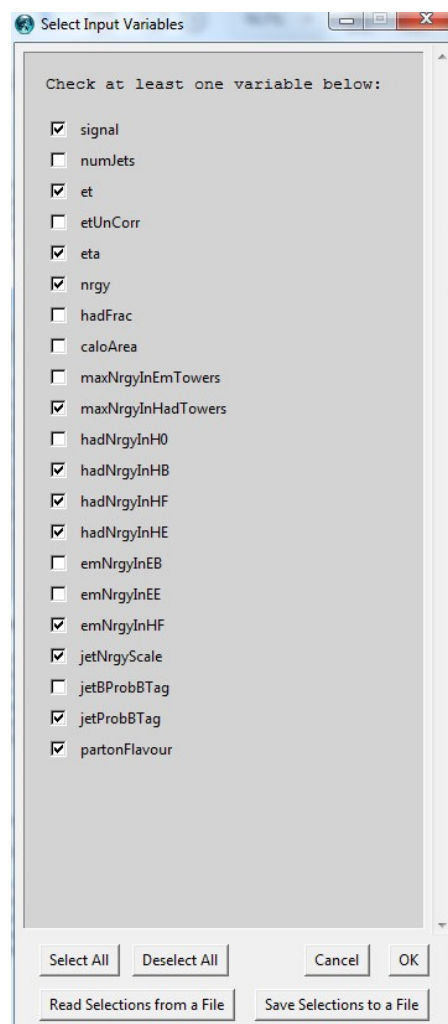 Select Input Variables
Check at least one variable below:
signal
numJets
et
etUnCorr
eta
nrgy
hadFrac
caloArea
maxNrgyInEmTowers
maxNrgyInHadTowers
hadNrgyInH0
hadNrgyInHB
hadNrgyInHF
hadNrgyInHE
emNrgyInEB
emNrgyInEE
emNrgyInHF
jetNrgyScale
jetBProbBTag
jetProbBTag
partonFlavour
Select All Deselect All Cancel OK
Read Selections from a File Save Selections to a File